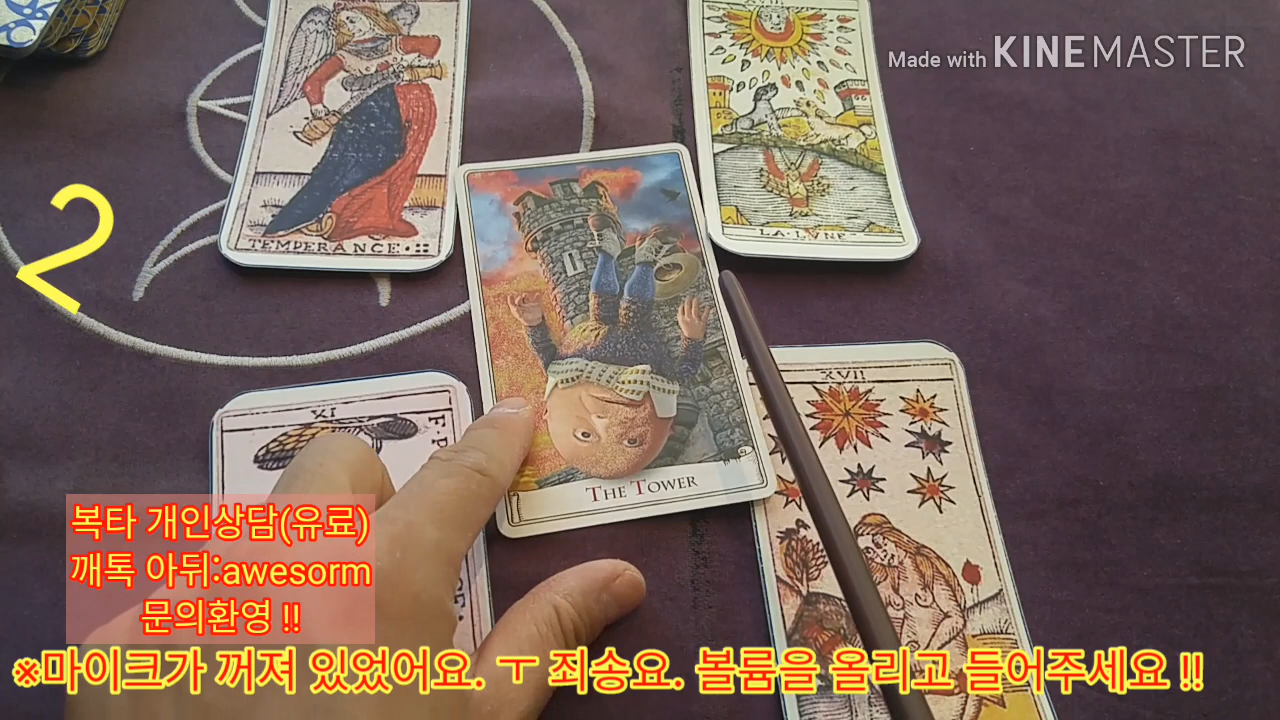 Made with KINEMASTER
2
TEMPERANCE
XVIII
LA·LVNE·
THE TOWER
XI
F·
XVII
복타 개인상담(유료)
깨톡 아뒤:awesorm
문의환영 !!
※마이크가 꺼져 있었어요. ㅜ 죄송요. 볼륨을 올리고 들어주세요 !!